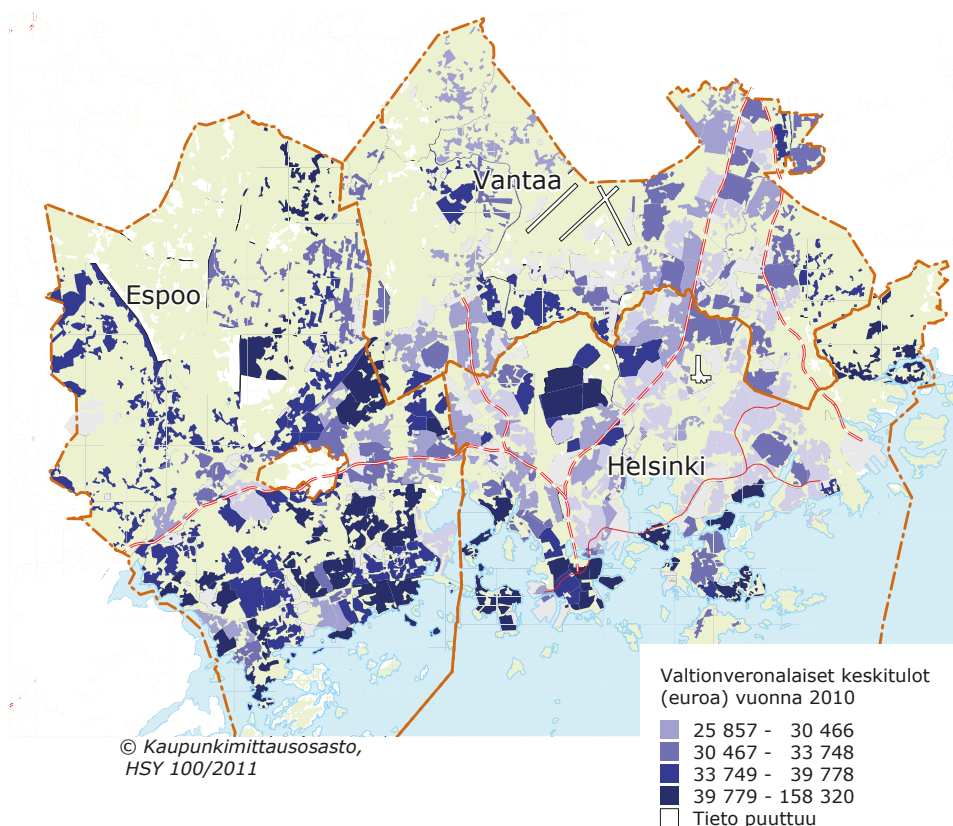 Vantaa
Espoo
Helsinki
Valtionveronalaiset keskitulot
(euroa) vuonna 2010
25 857 - 30 466
30 467 - 33 748
33 749 - 39 778
39 779 - 158 320
Tieto puuttuu
© Kaupunkimittausosasto,
HSY 100/2011